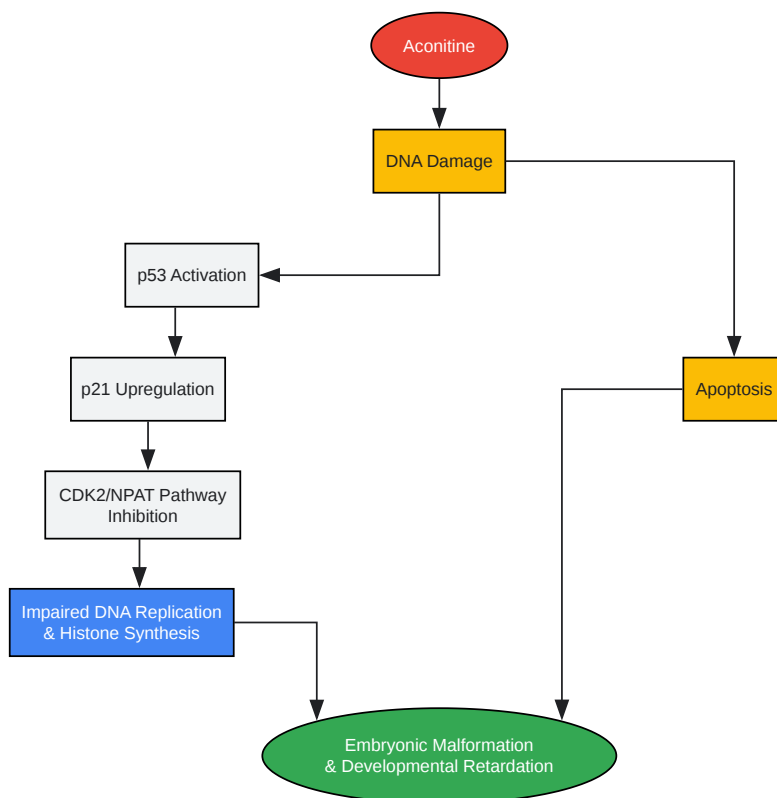 Aconitine
DNA Damage
p53 Activation
p21 Upregulation
Apoptosis
CDK2/NPAT Pathway
Inhibition
Impaired DNA Replication
& Histone Synthesis
Embryonic Malformation
& Developmental Retardation